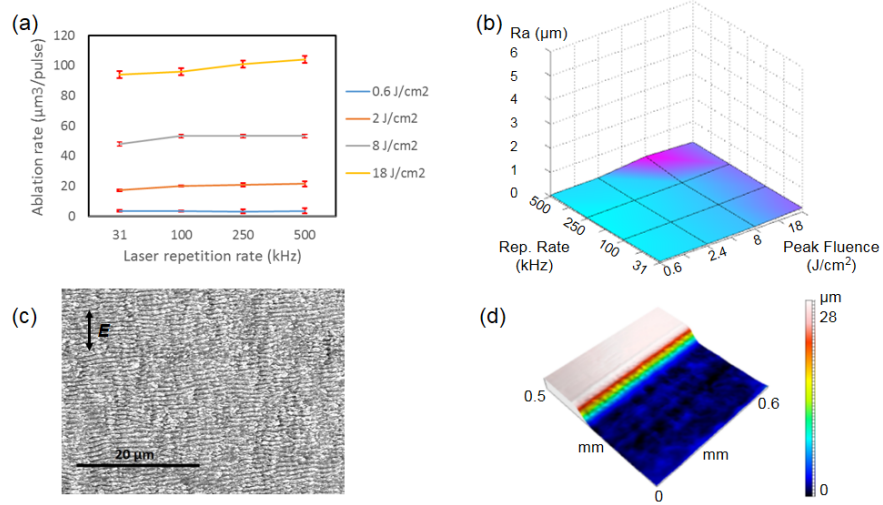 (a)
120
100
80
60
40
20
0
Ablation rate (µm3/pulse)
31
100
250
500
Laser repetition rate (kHz)
0.6 J/cm2
2 J/cm2
8 J/cm2
18 J/cm2
(b)
Ra (µm)
6
5
4
3
2
1
0
500
250
100
31
Rep. Rate
(kHz)
0.6
2.4
8
18
Peak Fluence
(J/cm²)
(c)
E
20 µm
(d)
µm
28
0
0.5
mm
0
mm
0.6